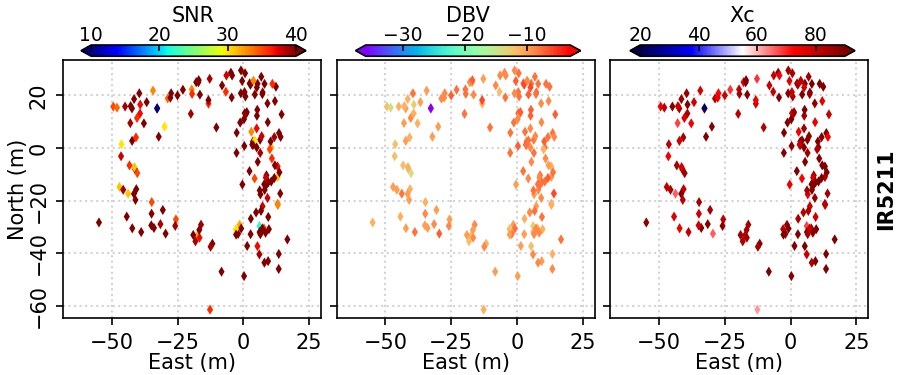 SNR DBV Xc
10 20 30 40 −30 −20 −10 20 40 60 80
20
0
−20
−40
−60
North (m)
IR5211
−50 −25 0 25 −50 −25 0 25 −50 −25 0 25
East (m) East (m) East (m)